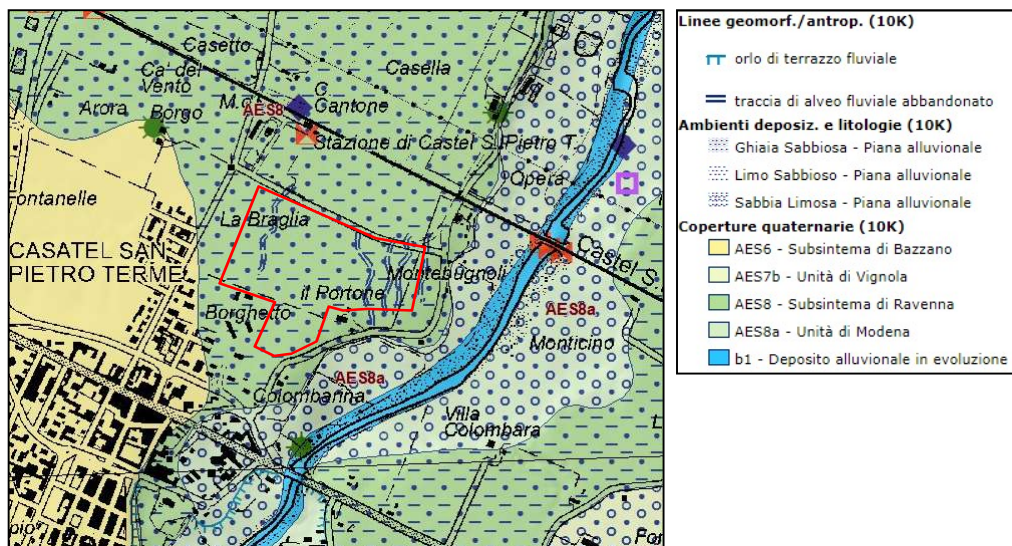 Casetto
Ca' del
Vento
Casella
Arora
Borgo
AES8
C.
Cantone
Stazione di Castel S. Pietro T.
Opera
Fontanelle
La Braglia
CASATEL SAN
PIETRO TERME
Montebugnoli
Castel S.
il Portone
Borghetto
AES8a
Monticino
AES8a
Colombarina
Villa
Colombara
Linee geomorf./antrop. (10K)
orlo di terrazzo fluviale
traccia di alveo fluviale abbandonato
Ambienti deposiz. e litologie (10K)
Ghiaia Sabbiosa - Piana alluvionale
Limo Sabbioso - Piana alluvionale
Sabbia Limosa - Piana alluvionale
Coperture quaternarie (10K)
AES6 - Subsintema di Bazzano
AES7b - Unità di Vignola
AES8 - Subsintema di Ravenna
AES8a - Unità di Modena
b1 - Deposito alluvionale in evoluzione